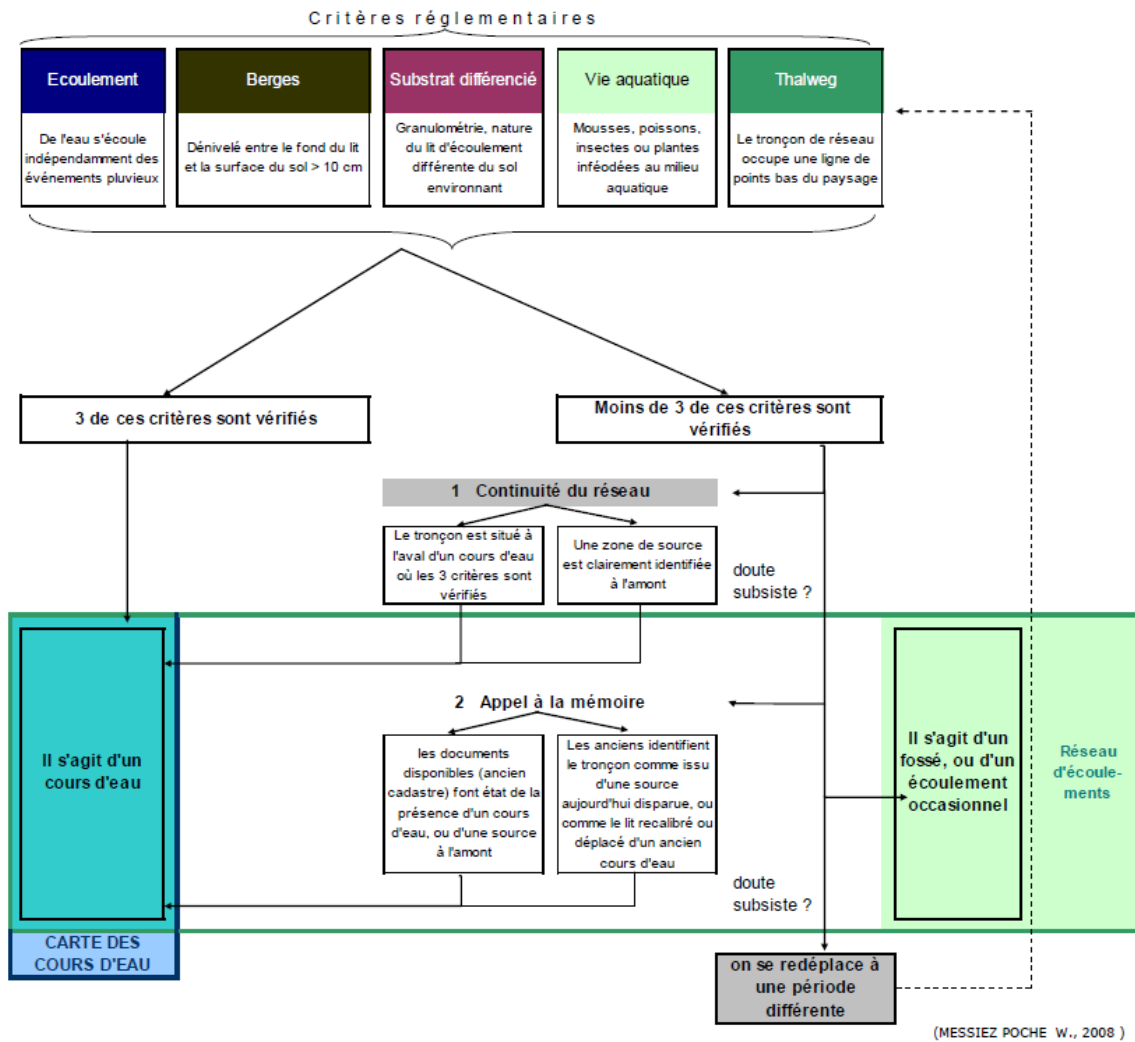 Critères réglementaires
Ecoulement
De l'eau s'écoule
indépendamment des
événements pluvieux
Berges
Dénivelé entre le fond du lit
et la surface du sol > 10 cm
Substrat différencié
Granulométrie, nature
du lit d'écoulement
différente du sol
environnant
Vie aquatique
Mousses, poissons,
insectes ou plantes
inféodées au milieu
aquatique
Thalweg
Le tronçon de réseau
occupe une ligne de
points bas du paysage
3 de ces critères sont vérifiés
Moins de 3 de ces critères sont
vérifiés
1 Continuité du réseau
Le tronçon est situé à
l'aval d'un cours d'eau
où les 3 critères sont
vérifiés
Une zone de source
est clairement identifiée
à l'amont
doute
subsiste ?
2 Appel à la mémoire
les documents
disponibles (ancien
cadastre) font état de la
présence d'un cours
d'eau, ou d'une source
à l'amont
Les anciens identifient
le tronçon comme issu
d'une source
aujourd'hui disparue, ou
comme le lit recalibré ou
déplacé d'un ancien
cours d'eau
doute
subsiste ?
Il s'agit d'un
cours d'eau
CARTE DES
COURS D'EAU
Il s'agit d'un
fossé, ou d'un
écoulement
occasionnel
Réseau
d'écoule-
ments
on se redéplace à
une période
différente
(MESSIEZ POCHE W., 2008 )